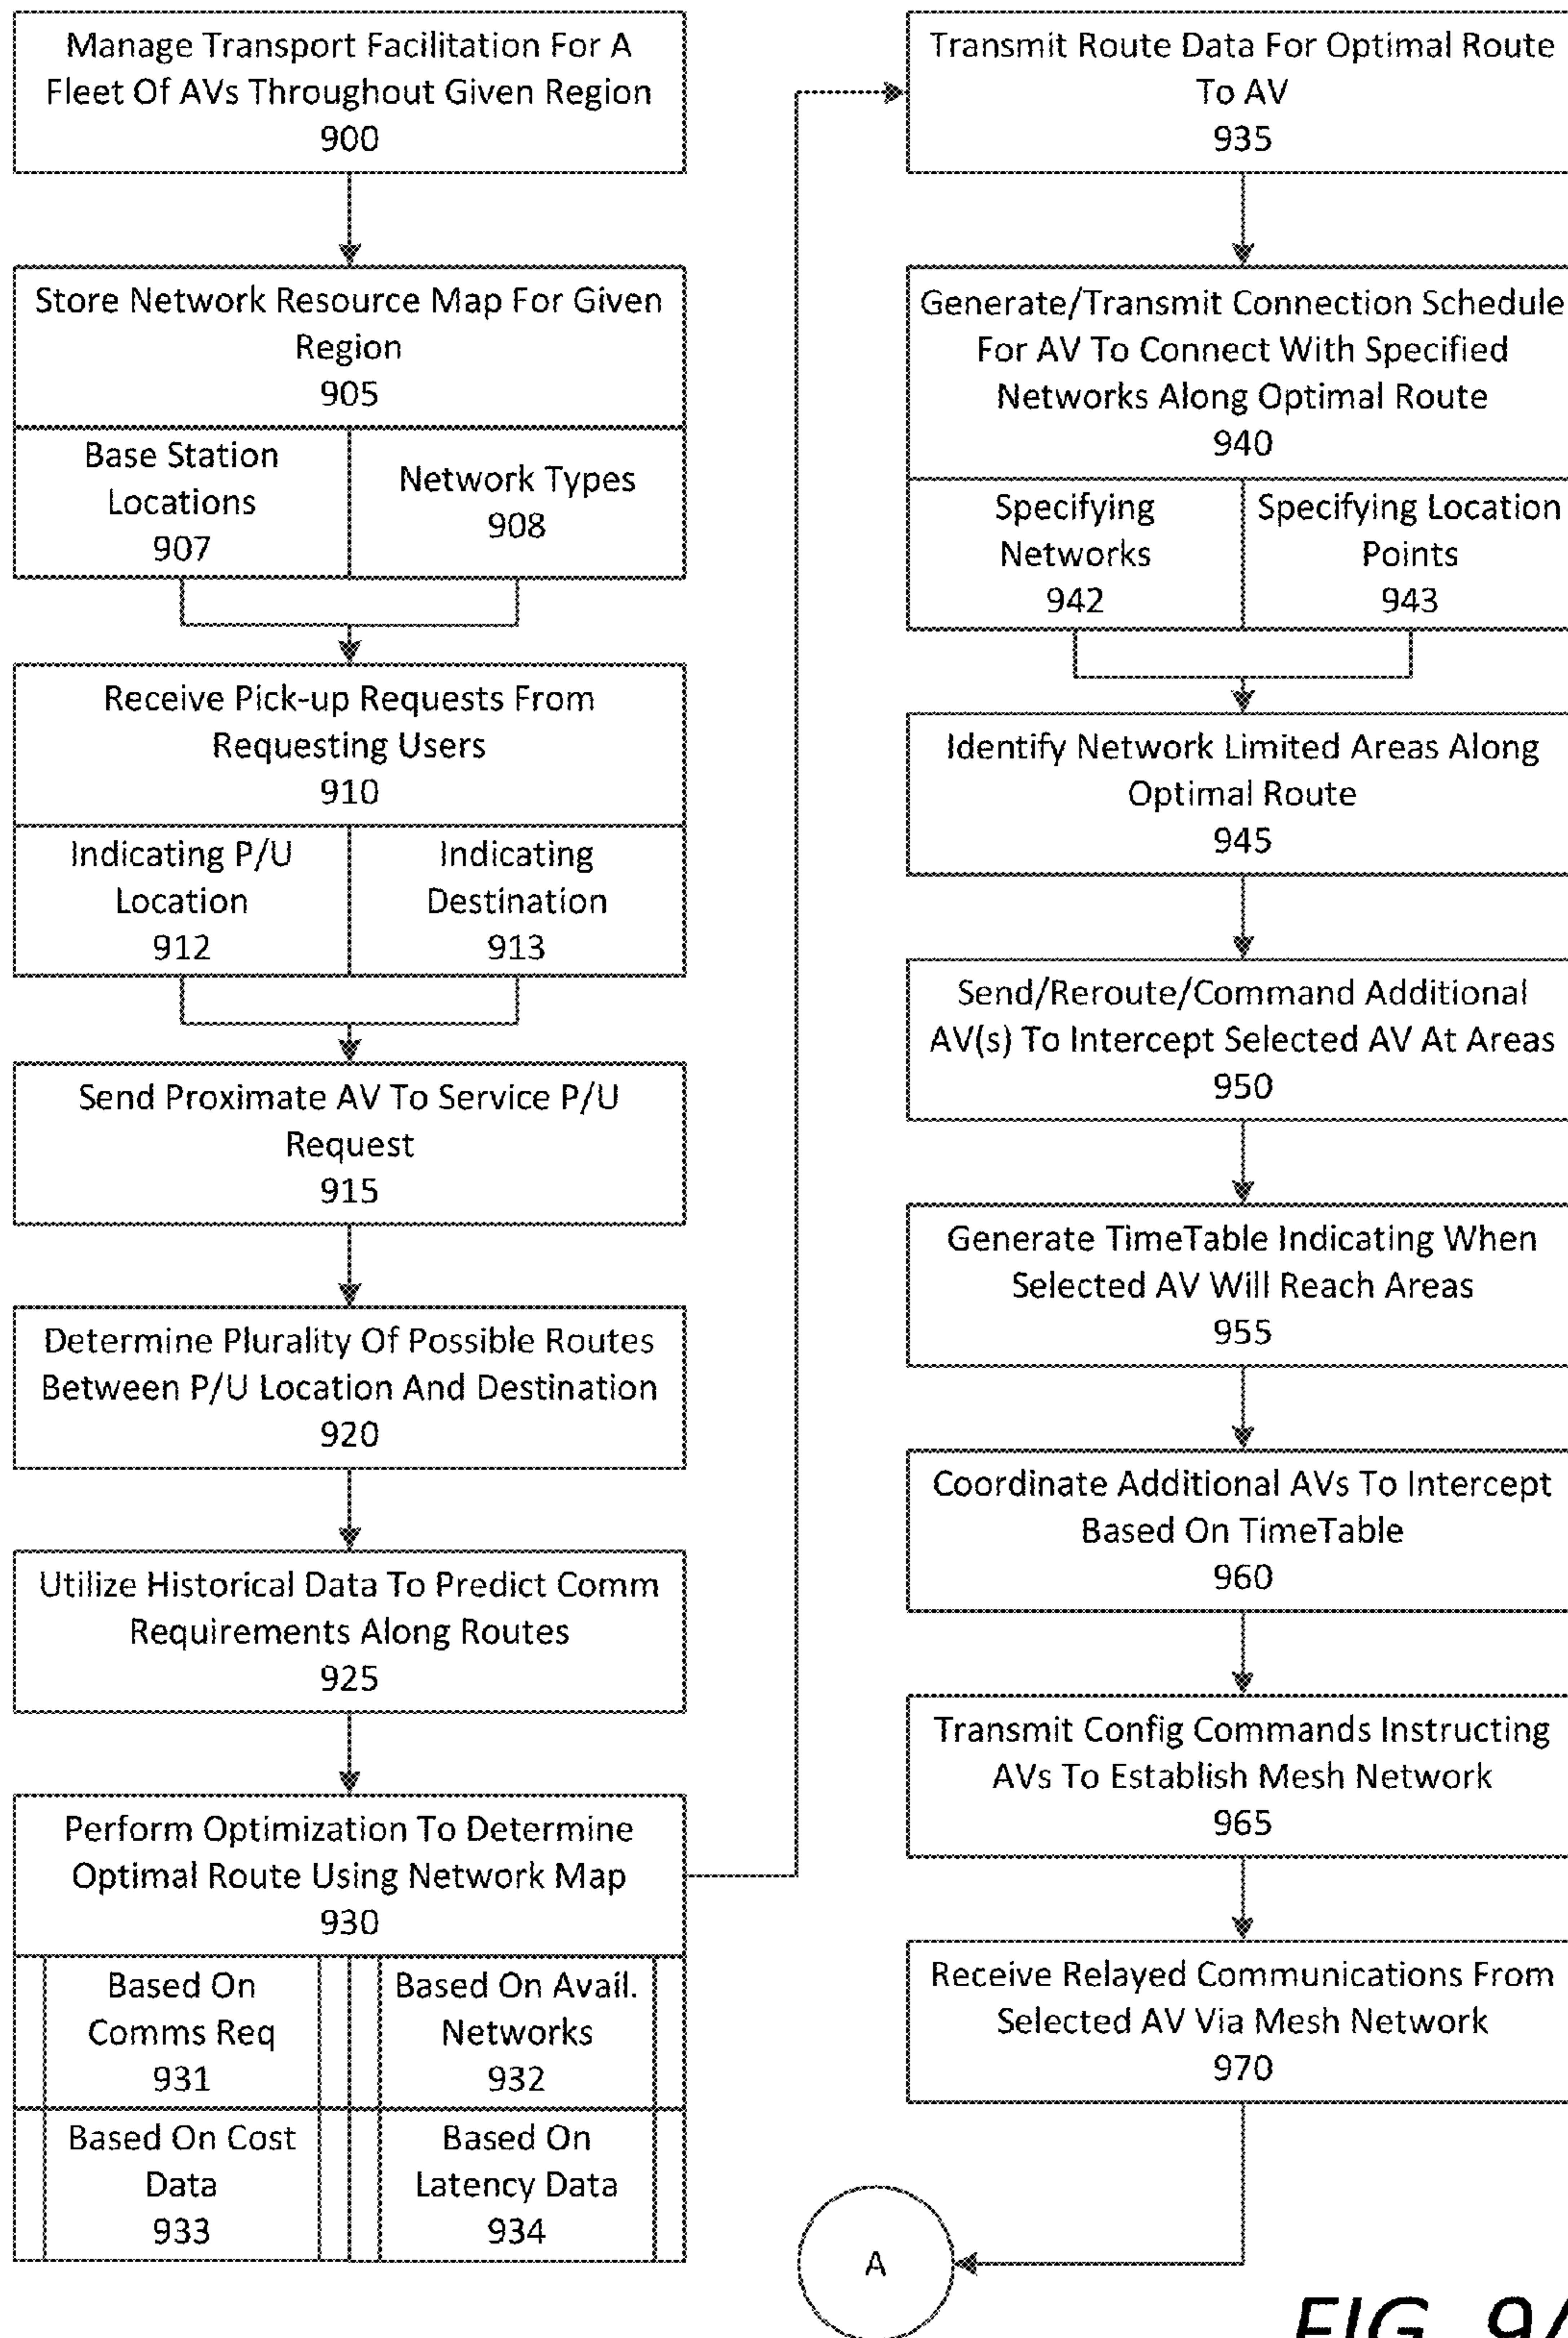 Manage Transport Facilitation For A
Fleet Of AVs Throughout Given Region
900
Store Network Resource Map For Given
Region
905
Base Station
Locations
907
Network Types
908
Receive Pick-up Requests From
Requesting Users
910
Indicating P/U
Location
912
Indicating
Destination
913
Send Proximate AV To Service P/U
Request
915
Determine Plurality Of Possible Routes
Between P/U Location And Destination
920
Utilize Historical Data To Predict Comm
Requirements Along Routes
925
Perform Optimization To Determine
Optimal Route Using Network Map
930
Based On
Comms Req
931
Based On Avail.
Networks
932
Based On Cost
Data
933
Based On
Latency Data
934
Transmit Route Data For Optimal Route
To AV
935
Generate/Transmit Connection Schedule
For AV To Connect With Specified
Networks Along Optimal Route
940
Specifying
Networks
942
Specifying Location
Points
943
Identify Network Limited Areas Along
Optimal Route
945
Send/Reroute/Command Additional
AV(s) To Intercept Selected AV At Areas
950
Generate TimeTable Indicating When
Selected AV Will Reach Areas
955
Coordinate Additional AVs To Intercept
Based On TimeTable
960
Transmit Config Commands Instructing
AVs To Establish Mesh Network
965
Receive Relayed Communications From
Selected AV Via Mesh Network
970
A
FIG. 9A